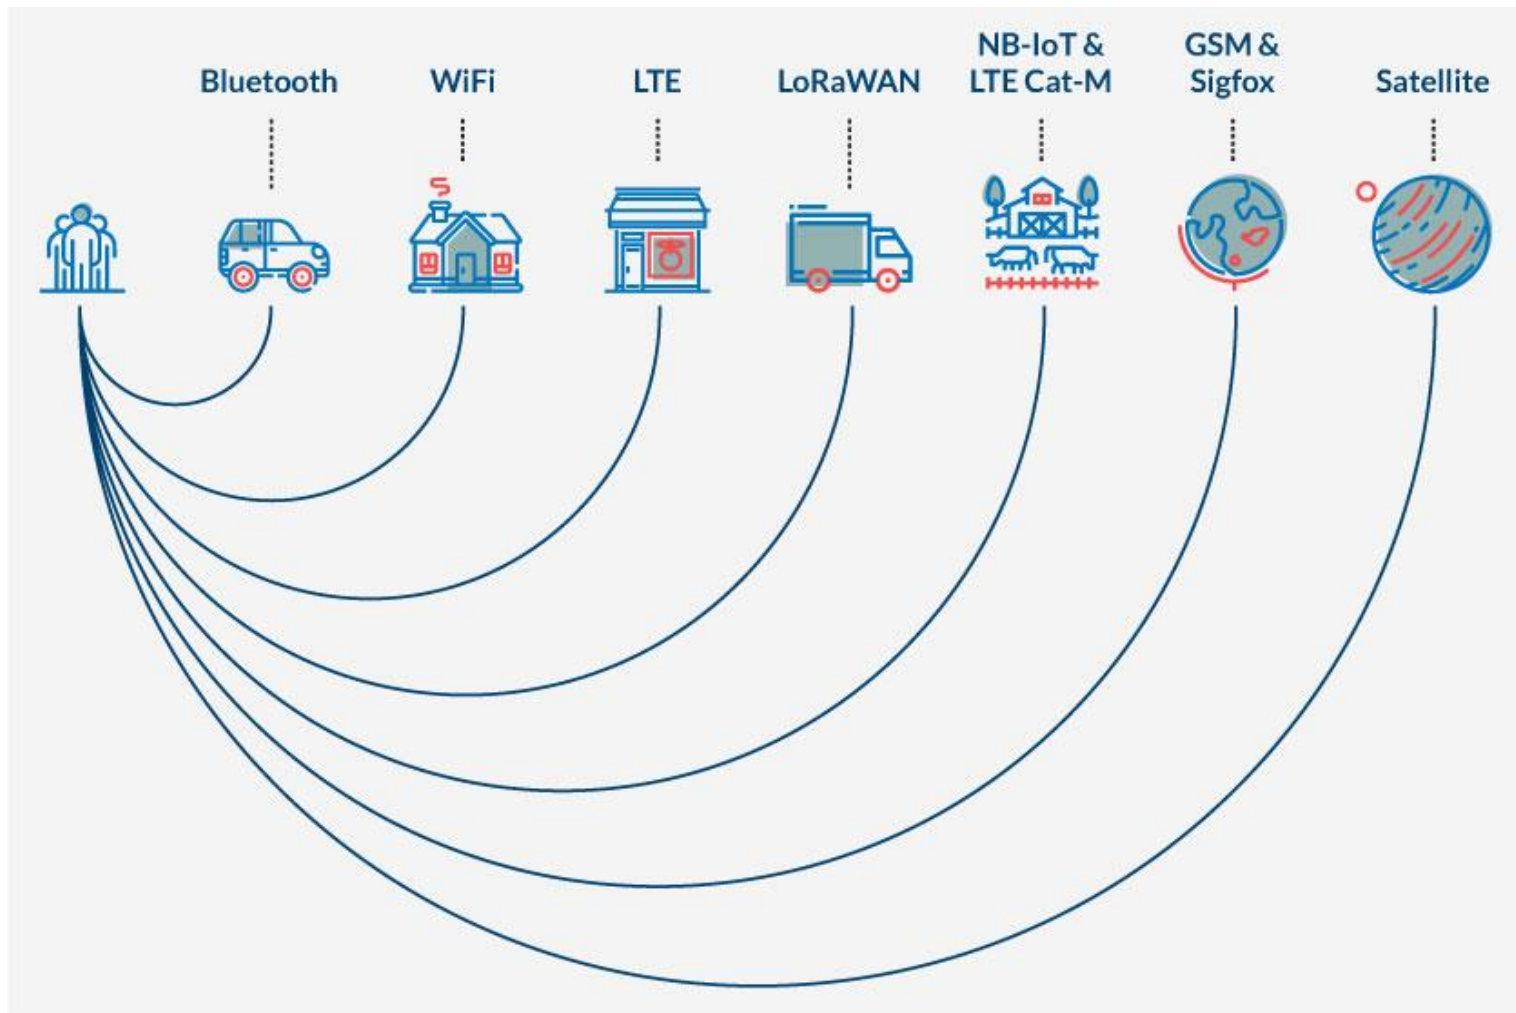 Bluetooth
WiFi
LTE
LoRaWAN
NB-IoT &
LTE Cat-M
GSM &
Sigfox
Satellite